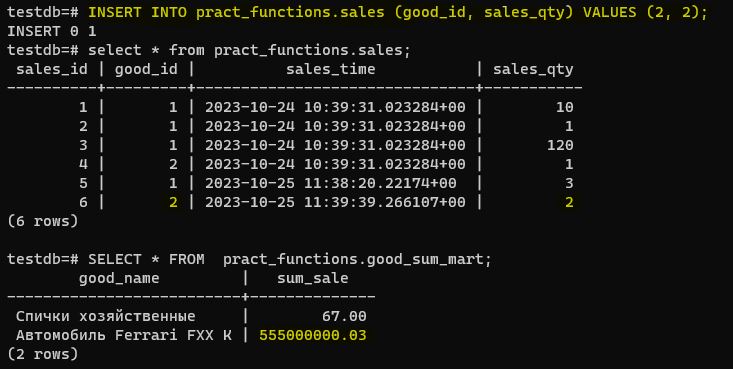 testdb=# INSERT INTO pract_functions.sales (good_id, sales_qty) VALUES (2, 2);
INSERT 0 1
testdb=# select * from pract_functions.sales;
 sales_id | good_id |          sales_time           | sales_qty
----------+---------+-------------------------------+-----------
        1 |       1 | 2023-10-24 10:39:31.023284+00 |        10
        2 |       1 | 2023-10-24 10:39:31.023284+00 |         1
        3 |       1 | 2023-10-24 10:39:31.023284+00 |       120
        4 |       2 | 2023-10-24 10:39:31.023284+00 |         1
        5 |       1 | 2023-10-25 11:38:20.22174+00  |         3
        6 |       2 | 2023-10-25 11:39:39.266107+00 |         2
(6 rows)
testdb=# SELECT * FROM  pract_functions.good_sum_mart;
        good_name         |   sum_sale
--------------------------+--------------
 Спички хозяйственные     |        67.00
 Автомобиль Ferrari FXX K | 555000000.03
(2 rows)